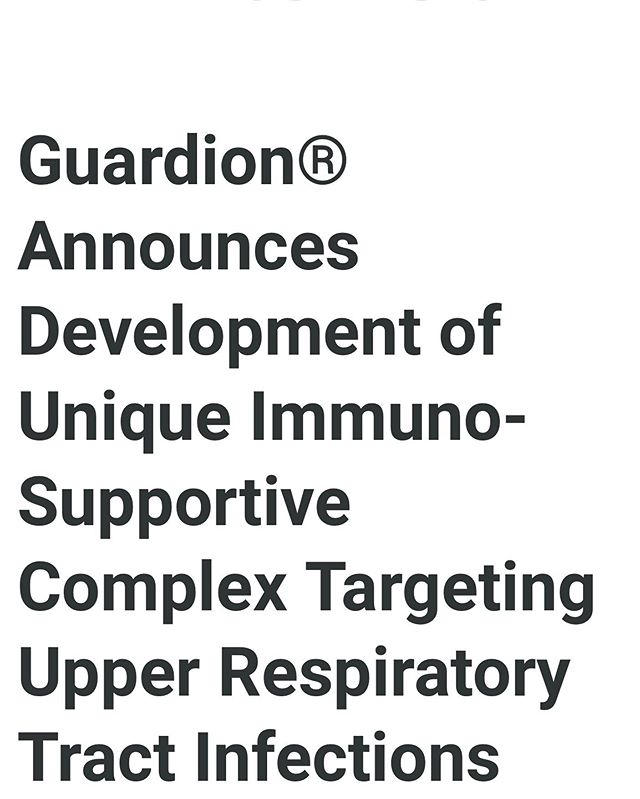 Guardion®
Announces
Development of
Unique Immuno-
Supportive
Complex Targeting
Upper Respiratory
Tract Infections